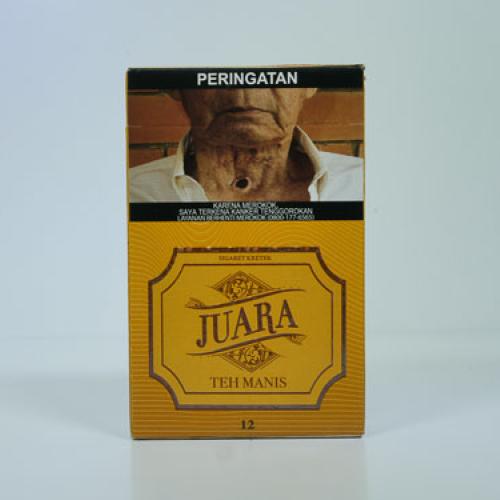 PERINGATAN
KARENA MEROKOK,
SAYA TERKENA KANKER TENGGOROKAN
LAYANAN BERHENTI MEROKOK (0800-177-6565)
SIGARET KRETEK
JUARA
TEH MANIS
12